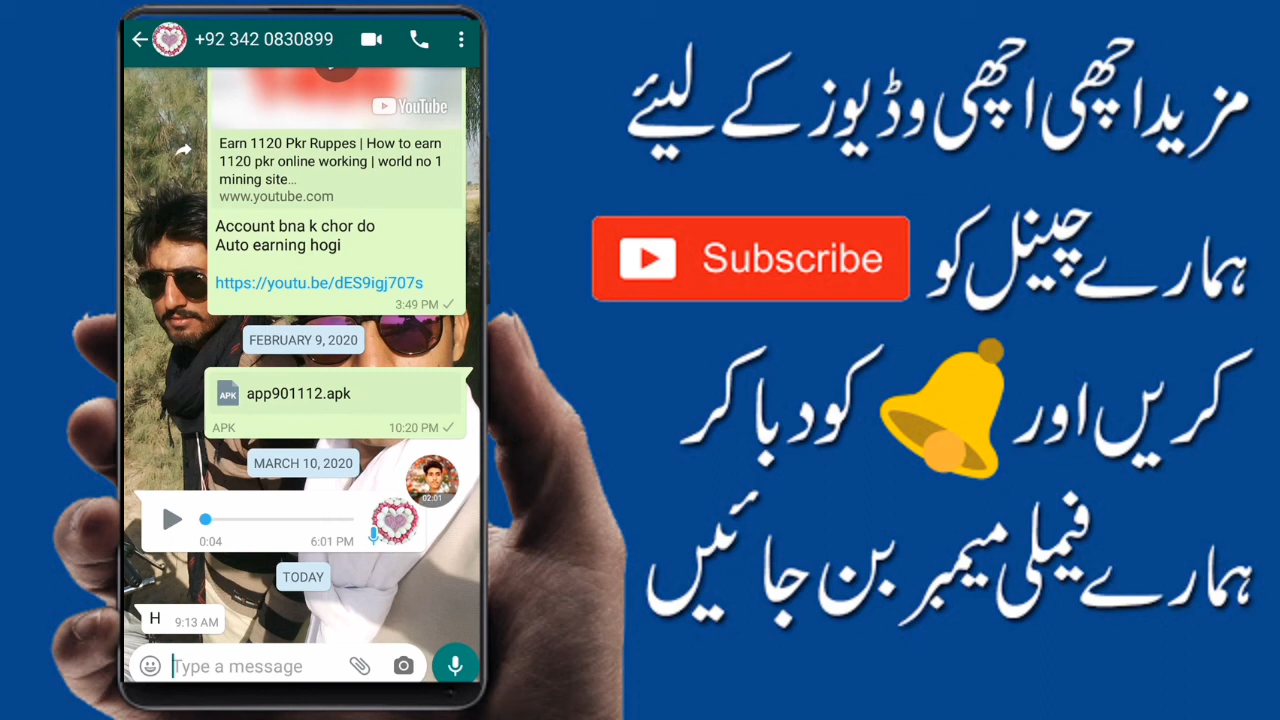 +92 342 0830899
YouTube
Earn 1120 Pkr Ruppes | How to earn
1120 pkr online working | world no 1
mining site...
www.youtube.com
Account bna k chor do
Auto earning hogi
https://youtu.be/dES9igj707s
3:49 PM
FEBRUARY 9, 2020
APK
app901112.apk
APK
10:20 PM
MARCH 10, 2020
02:01
0:04
6:01 PM
TODAY
H
9:13 AM
Type a message
مزید اچھی اچھی وڈیوز کے لیئے
ہمارے چینل کو Subscribe
کریں اور کو دبا کر
ہمارے فیملی میمبر بن جائیں